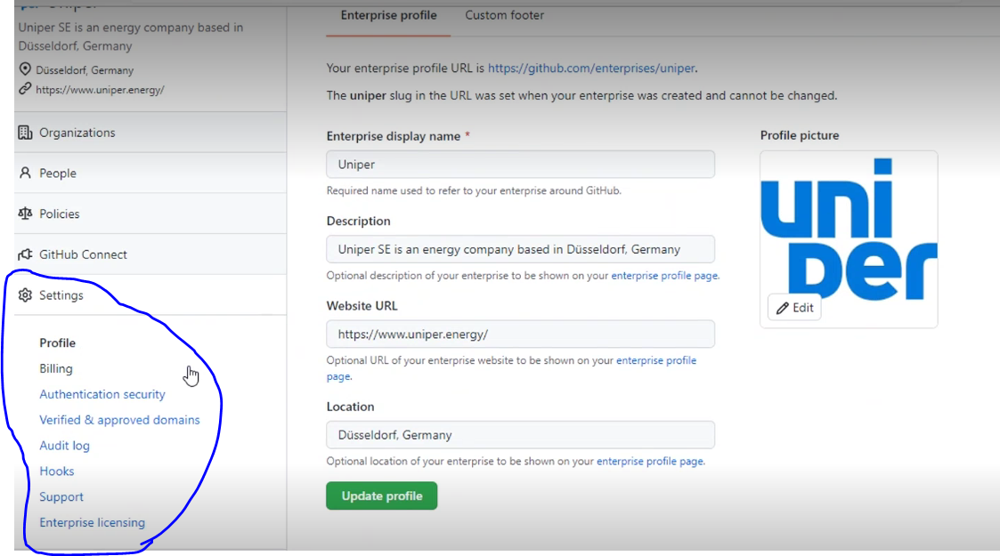 Uniper SE is an energy company based in
Düsseldorf, Germany
Düsseldorf, Germany
https://www.uniper.energy/
Organizations
People
Policies
GitHub Connect
Settings
Profile
Billing
Authentication security
Verified & approved domains
Audit log
Hooks
Support
Enterprise licensing
Enterprise profile Custom footer
Your enterprise profile URL is https://github.com/enterprises/uniper.
The uniper slug in the URL was set when your enterprise was created and cannot be changed.
Enterprise display name *
Uniper
Required name used to refer to your enterprise around GitHub.
Description
Uniper SE is an energy company based in Düsseldorf, Germany
Optional description of your enterprise to be shown on your enterprise profile page.
Website URL
https://www.uniper.energy/
Optional URL of your enterprise website to be shown on your enterprise profile
page.
Location
Düsseldorf, Germany
Optional location of your enterprise to be shown on your enterprise profile page.
Update profile
Profile picture
uni
per
Edit